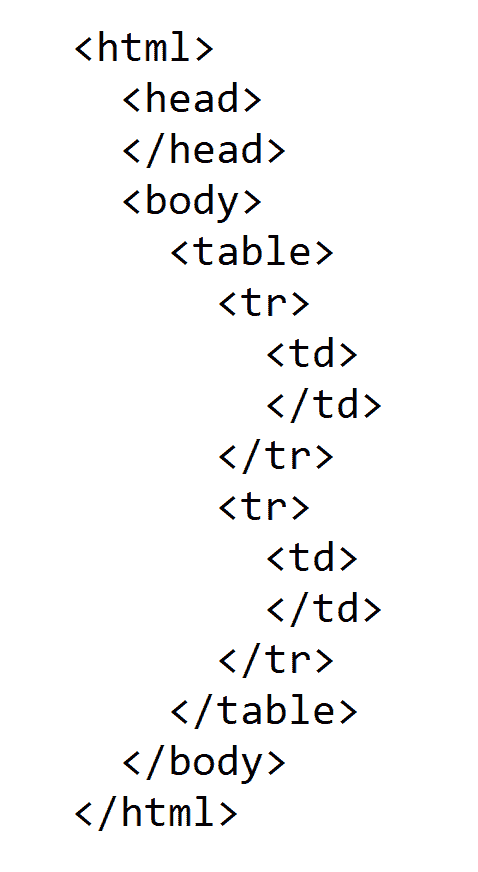 <html>
  <head>
  </head>
  <body>
    <table>
      <tr>
        <td>
        </td>
      </tr>
      <tr>
        <td>
        </td>
      </tr>
    </table>
  </body>
</html>